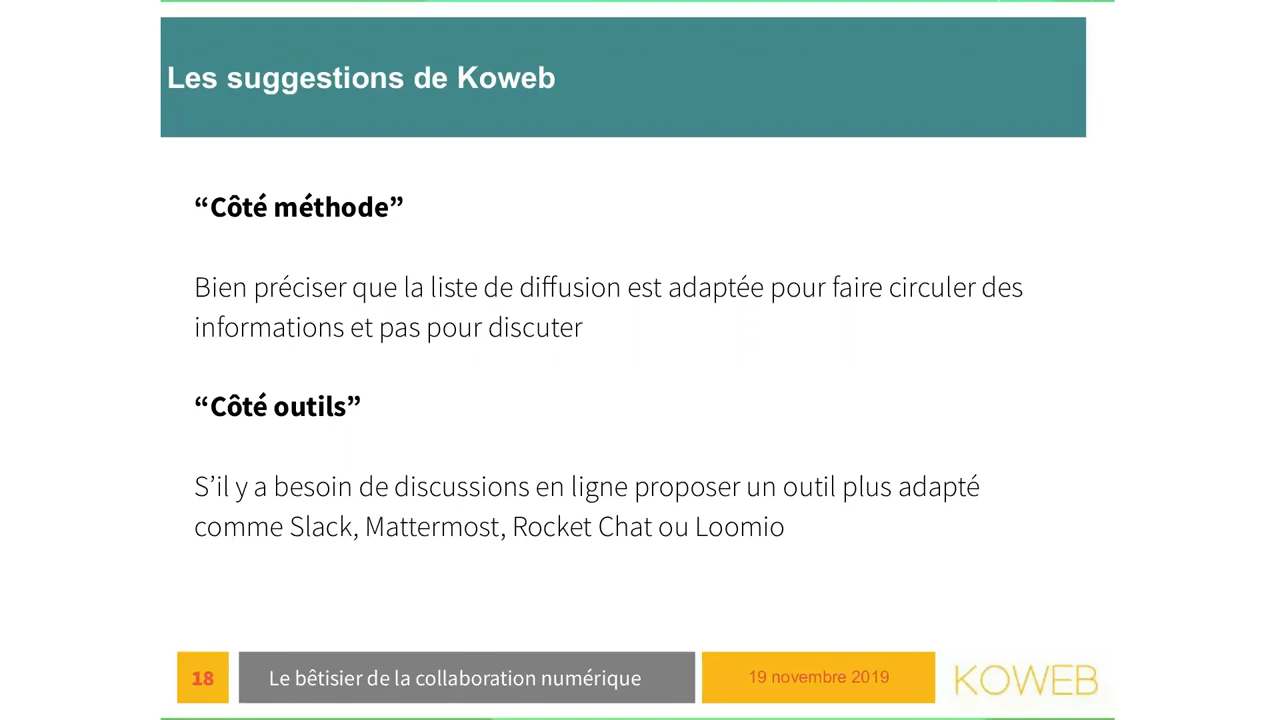 Les suggestions de Koweb
“Côté méthode”
Bien préciser que la liste de diffusion est adaptée pour faire circuler des
informations et pas pour discuter
“Côté outils”
S’il y a besoin de discussions en ligne proposer un outil plus adapté
comme Slack, Mattermost, Rocket Chat ou Loomio
18
Le bêtisier de la collaboration numérique
19 novembre 2019
KOWEB